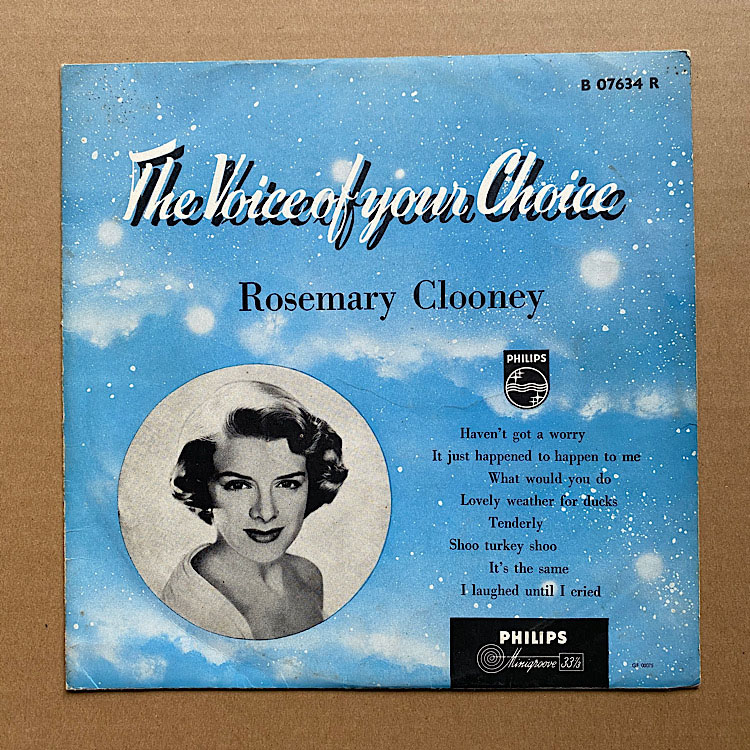 B 07634 R
The Voice of your Choice
Rosemary Clooney
PHILIPS
Haven't got a worry
It just happened to happen to me
What would you do
Lovely weather for ducks
Tenderly
Shoo turkey shoo
It's the same
I laughed until I cried
PHILIPS
Minigroove 33⅓